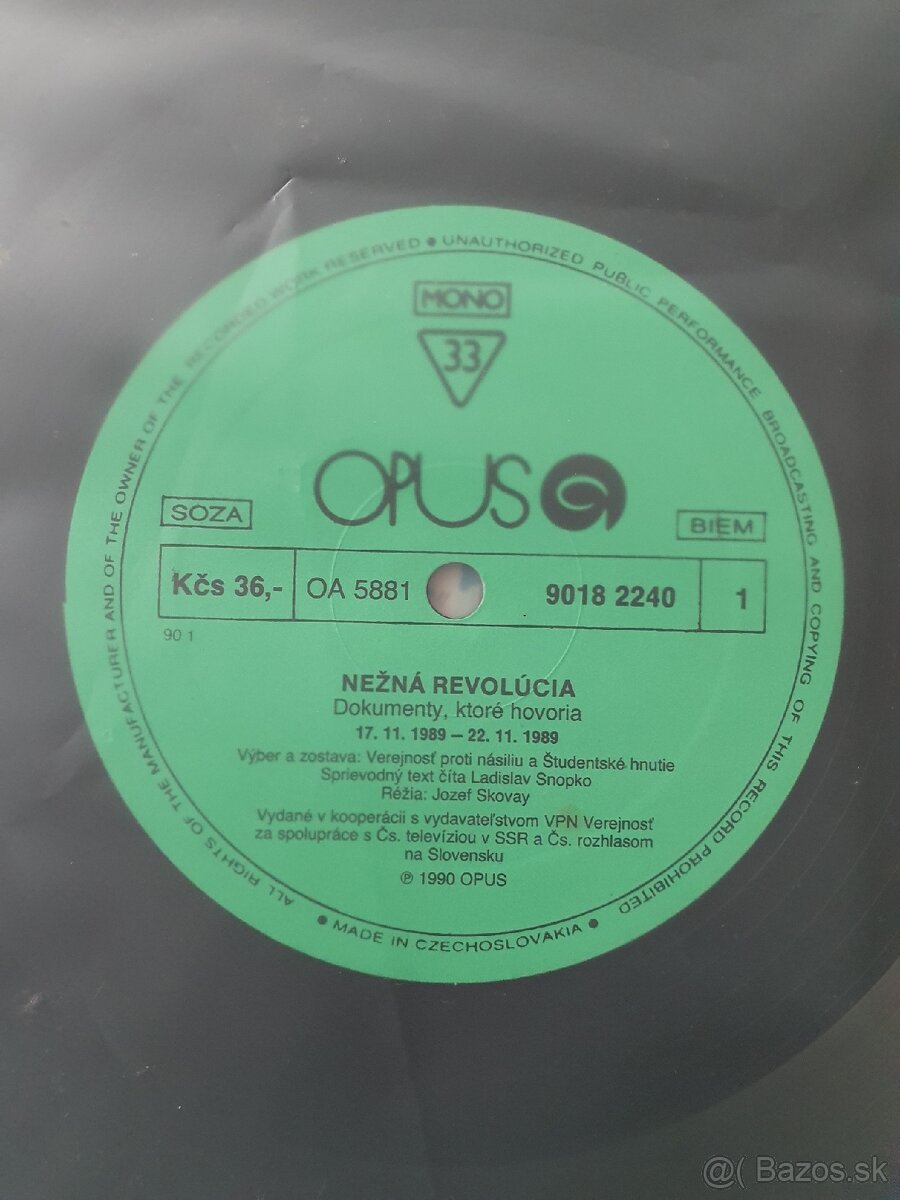 ALL RIGHTS OF THE MANUFACTURER AND OF THE OWNER OF THE RECORDED WORK RESERVED • UNAUTHORIZED PUBLIC PERFORMANCE BROADCASTING AND COPYING OF THIS RECORD PROHIBITED
MONO
33
OPUS
SOZA
BIEM
Kčs 36,- OA 5881 9018 2240 1
90 1
NEŽNÁ REVOLÚCIA
Dokumenty, ktoré hovoria
17. 11. 1989 – 22. 11. 1989
Výber a zostava: Verejnosť proti násiliu a Študentské hnutie
Sprievodný text číta Ladislav Snopko
Réžia: Jozef Skovay
Vydané v kooperácii s vydavateľstvom VPN Verejnosť
za spolupráce s Čs. televíziou v SSR a Čs. rozhlasom
na Slovensku
℗ 1990 OPUS
• MADE IN CZECHOSLOVAKIA •
@( Bazos.sk